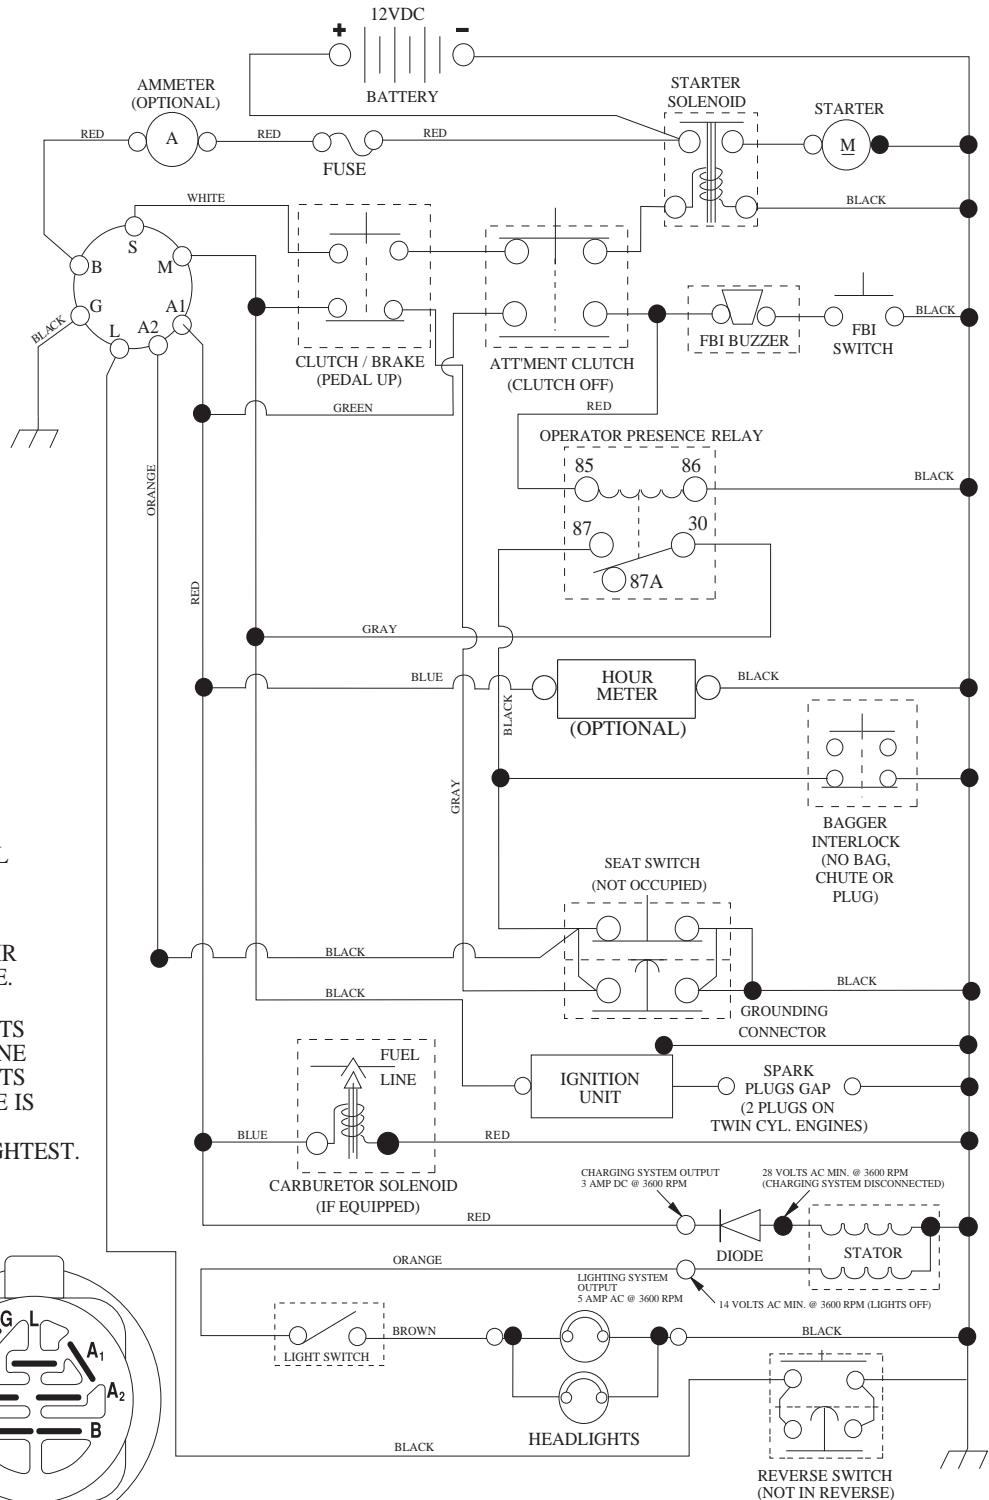 12VDC
+
-
BATTERY
AMMETER
(OPTIONAL)
STARTER
SOLENOID
STARTER
RED
A
RED
RED
FUSE
M
WHITE
BLACK
S
B
M
G
A1
L
A2
BLACK
CLUTCH / BRAKE
(PEDAL UP)
ATT'MENT CLUTCH
(CLUTCH OFF)
FBI BUZZER
FBI
SWITCH
BLACK
GREEN
RED
OPERATOR PRESENCE RELAY
85
86
BLACK
87
30
87A
ORANGE
RED
GRAY
BLUE
HOUR
METER
(OPTIONAL)
BLACK
BLACK
GRAY
BAGGER
INTERLOCK
(NO BAG,
CHUTE OR
PLUG)
SEAT SWITCH
(NOT OCCUPIED)
BLACK
BLACK
BLACK
GROUNDING
CONNECTOR
FUEL
LINE
IGNITION
UNIT
SPARK
PLUGS GAP
(2 PLUGS ON
TWIN CYL. ENGINES)
BLUE
RED
CARBURETOR SOLENOID
(IF EQUIPPED)
CHARGING SYSTEM OUTPUT
3 AMP DC @ 3600 RPM
28 VOLTS AC MIN. @ 3600 RPM
(CHARGING SYSTEM DISCONNECTED)
RED
DIODE
STATOR
ORANGE
LIGHTING SYSTEM
OUTPUT
5 AMP AC @ 3600 RPM
14 VOLTS AC MIN. @ 3600 RPM (LIGHTS OFF)
LIGHT SWITCH
BROWN
BLACK
HEADLIGHTS
BLACK
REVERSE SWITCH
(NOT IN REVERSE)
IS
GHTEST.
G
L
A1
A2
B